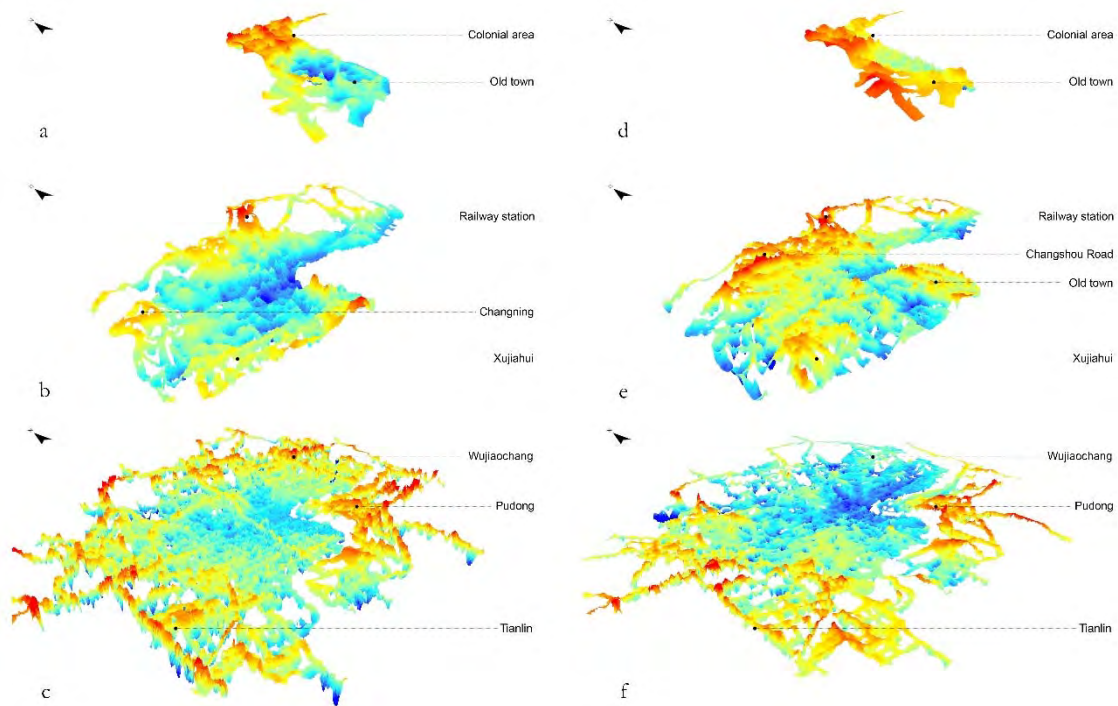 Colonial area
Old town
a
Railway station
Changning
Xujiahui
b
Wujiaochang
Pudong
Tianlin
c
Colonial area
Old town
d
Railway station
Changshou Road
Old town
Xujiahui
e
Wujiaochang
Pudong
Tianlin
f